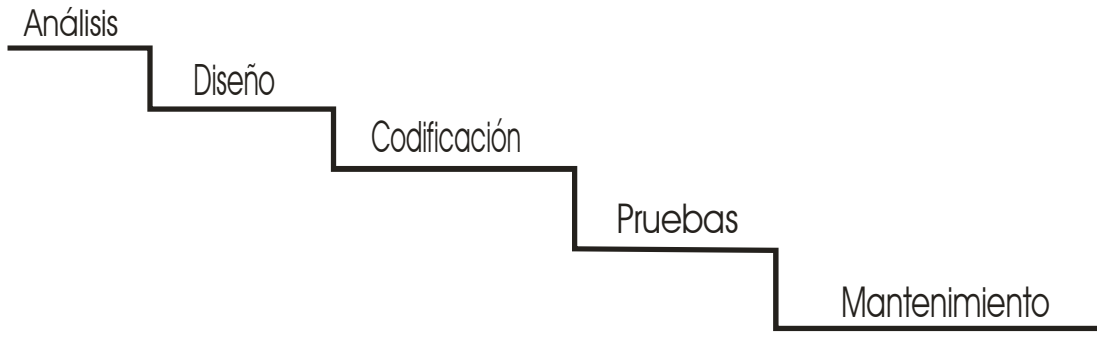 Análisis
Diseño
Codificación
Pruebas
Mantenimiento